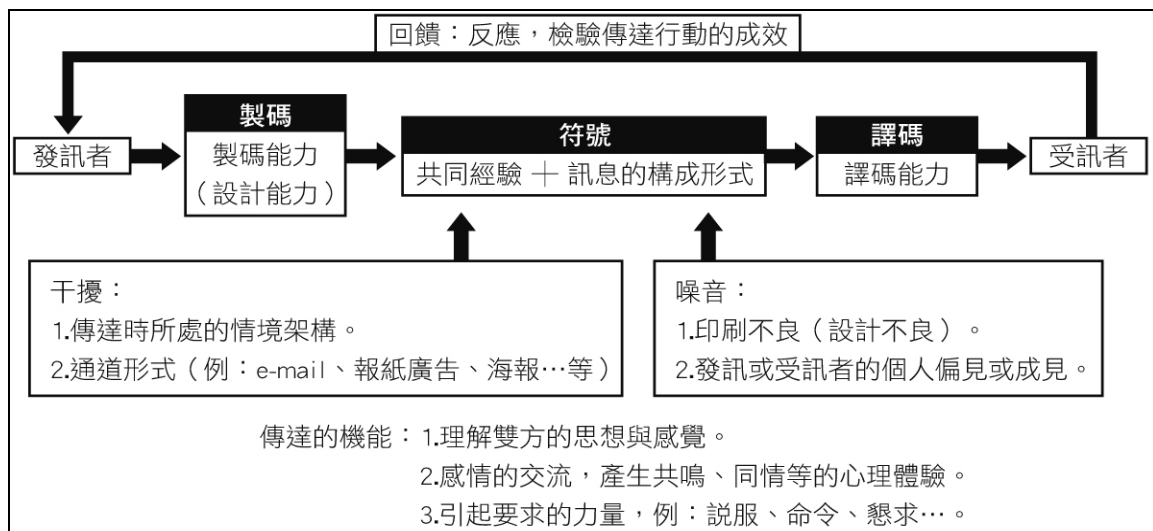 回饋：反應，檢驗傳達行動的成效
發訊者
製碼
製碼能力
（設計能力）
符號
共同經驗 ＋ 訊息的構成形式
譯碼
譯碼能力
受訊者
干擾：
1.傳達時所處的情境架構。
2.通道形式（例：e-mail、報紙廣告、海報…等）
噪音：
1.印刷不良（設計不良）。
2.發訊或受訊者的個人偏見或成見。
傳達的機能：1.理解雙方的思想與感覺。
2.感情的交流，產生共鳴、同情等的心理體驗。
3.引起要求的力量，例：說服、命令、懇求…。